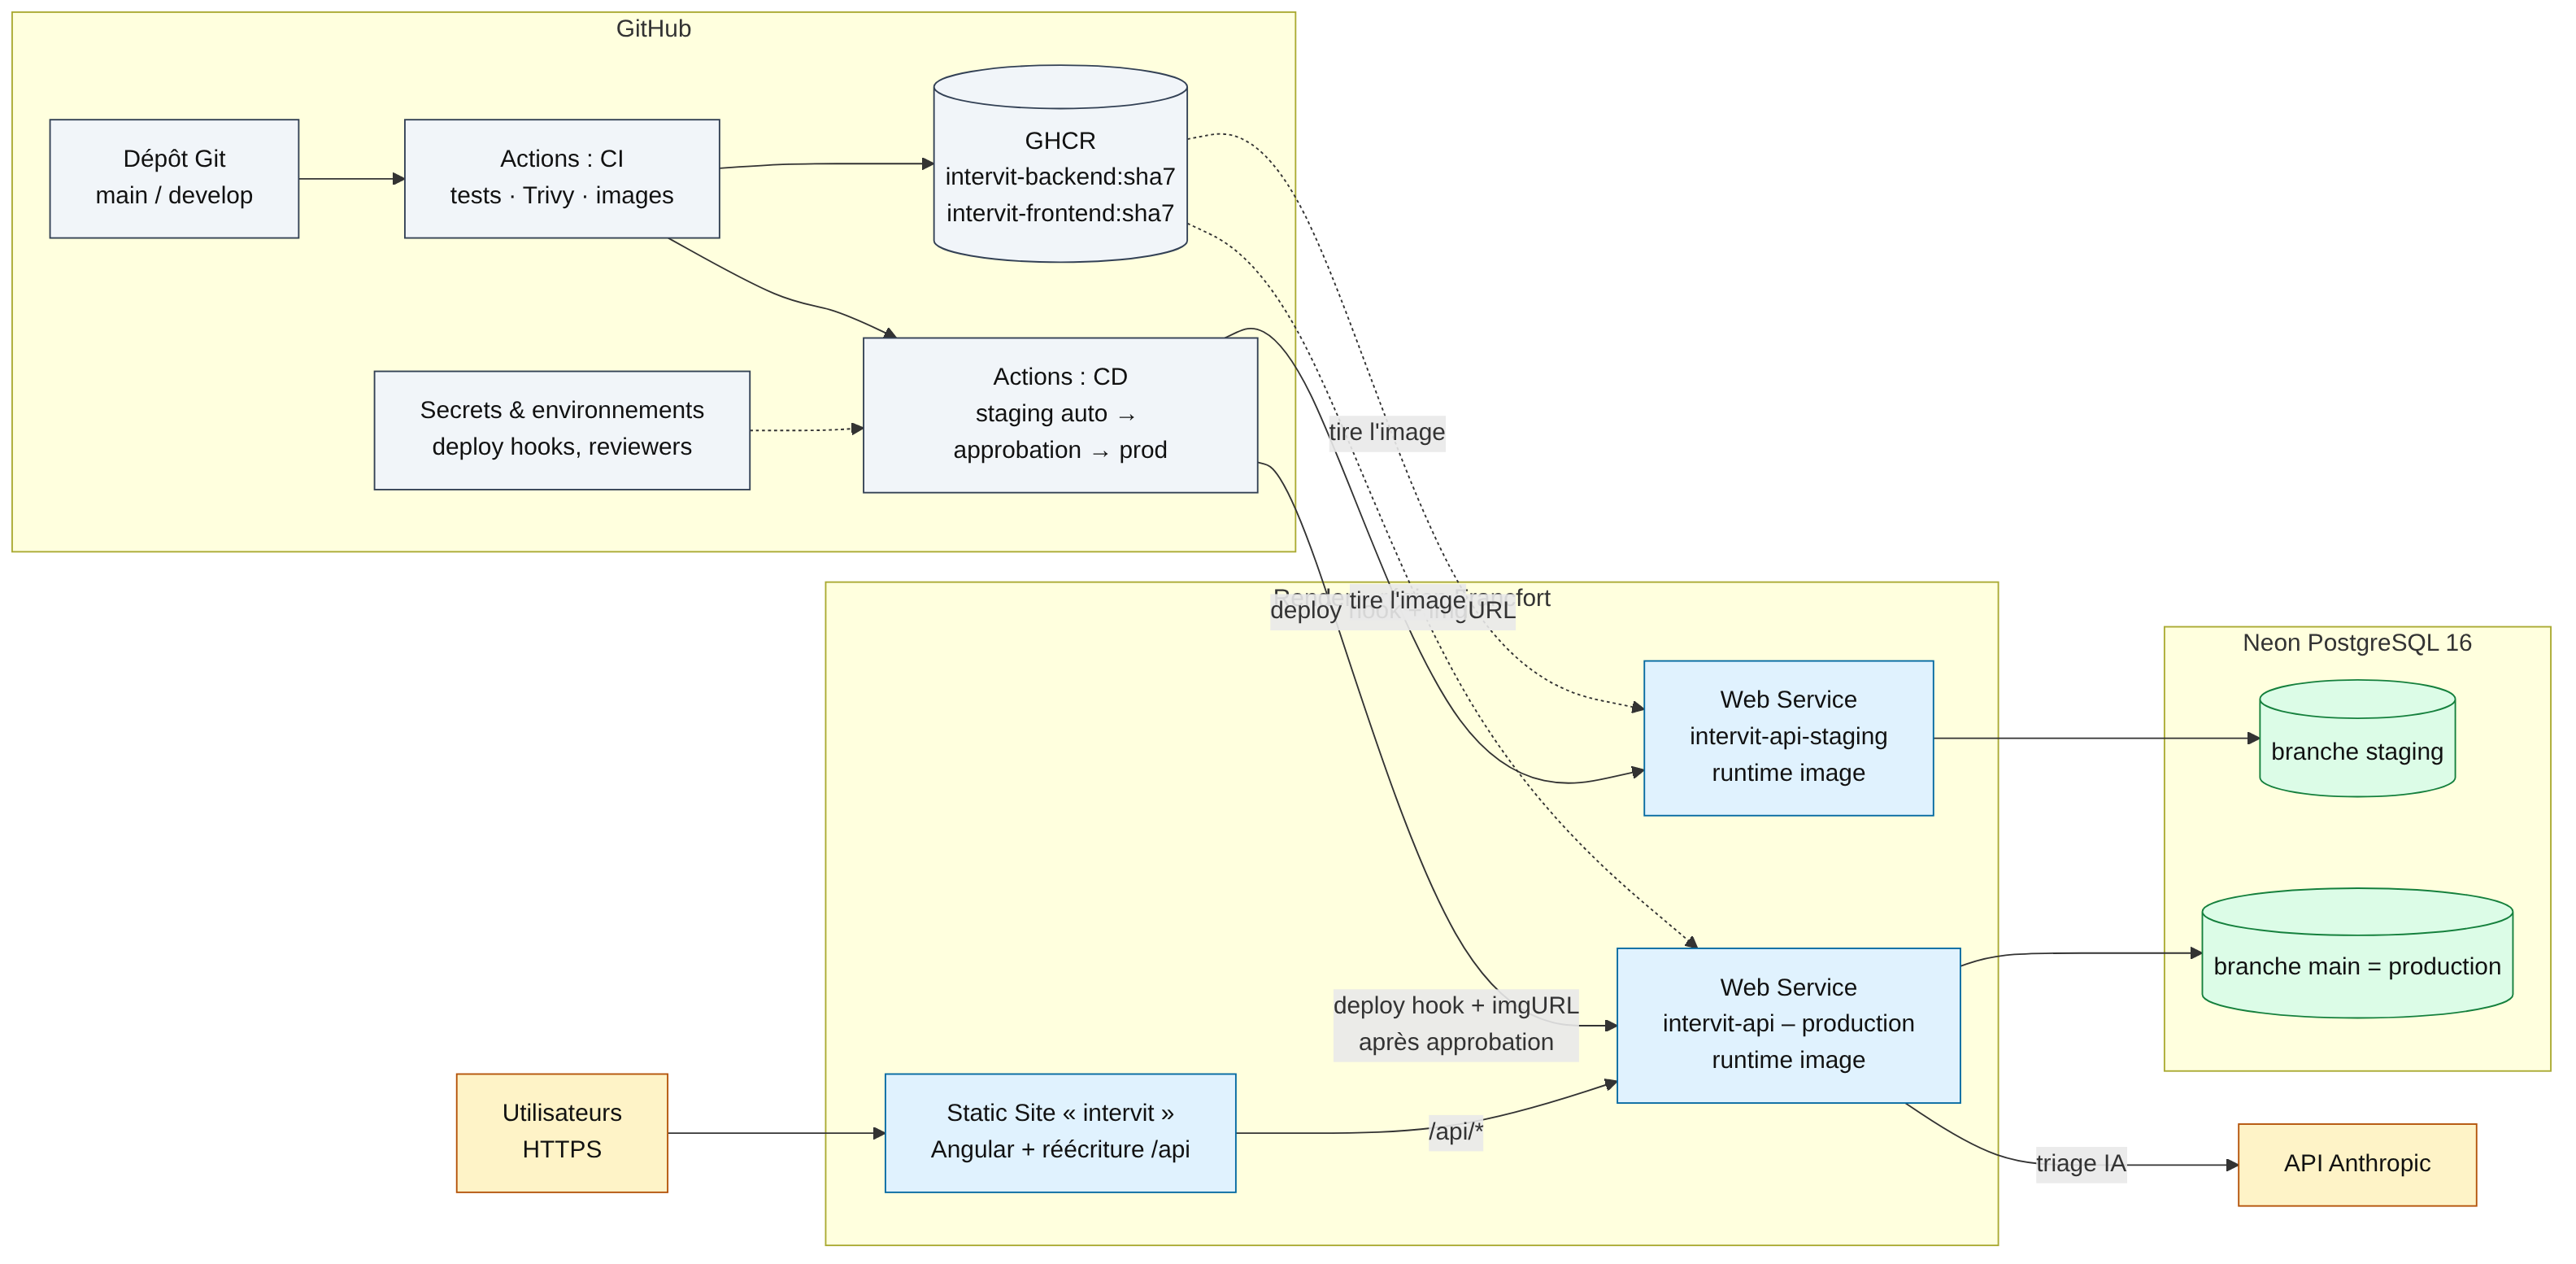 GitHub
Dépôt Git
main / develop
Actions : CI
tests · Trivy · images
GHCR
intervit-backend:sha7
intervit-frontend:sha7
Secrets & environnements
deploy hooks, reviewers
Actions : CD
staging auto →
approbation → prod
tire l'image
Render
tire l'image
deploy hook + imgURL
Web Service
intervit-api-staging
runtime image
Neon PostgreSQL 16
branche staging
branche main = production
Web Service
intervit-api – production
runtime image
deploy hook + imgURL
après approbation
Utilisateurs
HTTPS
Static Site « intervit »
Angular + réécriture /api
/api/*
triage IA
API Anthropic